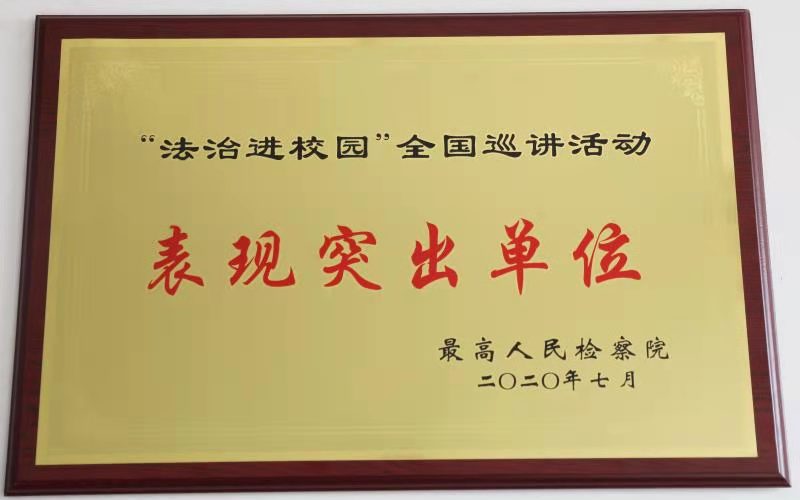 “法治进校园”全国巡讲活动
表现突出单位
最高人民检察院
二〇二〇年七月